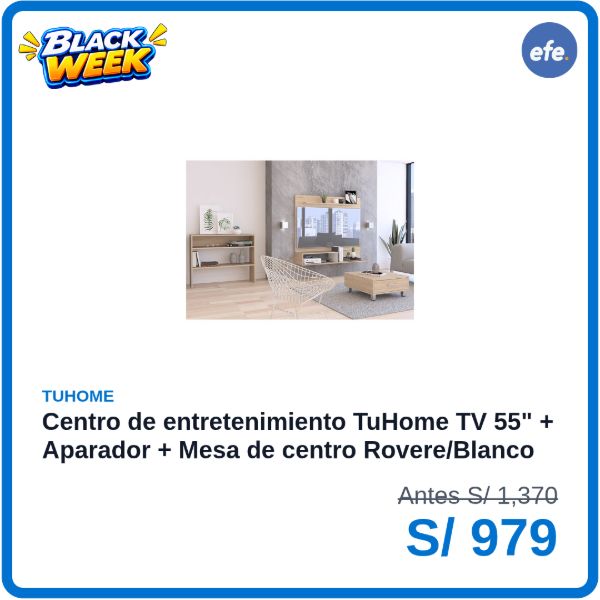 BLACK
WEEK
efe.
TUHOME
Centro de entretenimiento TuHome TV 55" +
Aparador + Mesa de centro Rovere/Blanco
Antes S/ 1,370
S/ 979